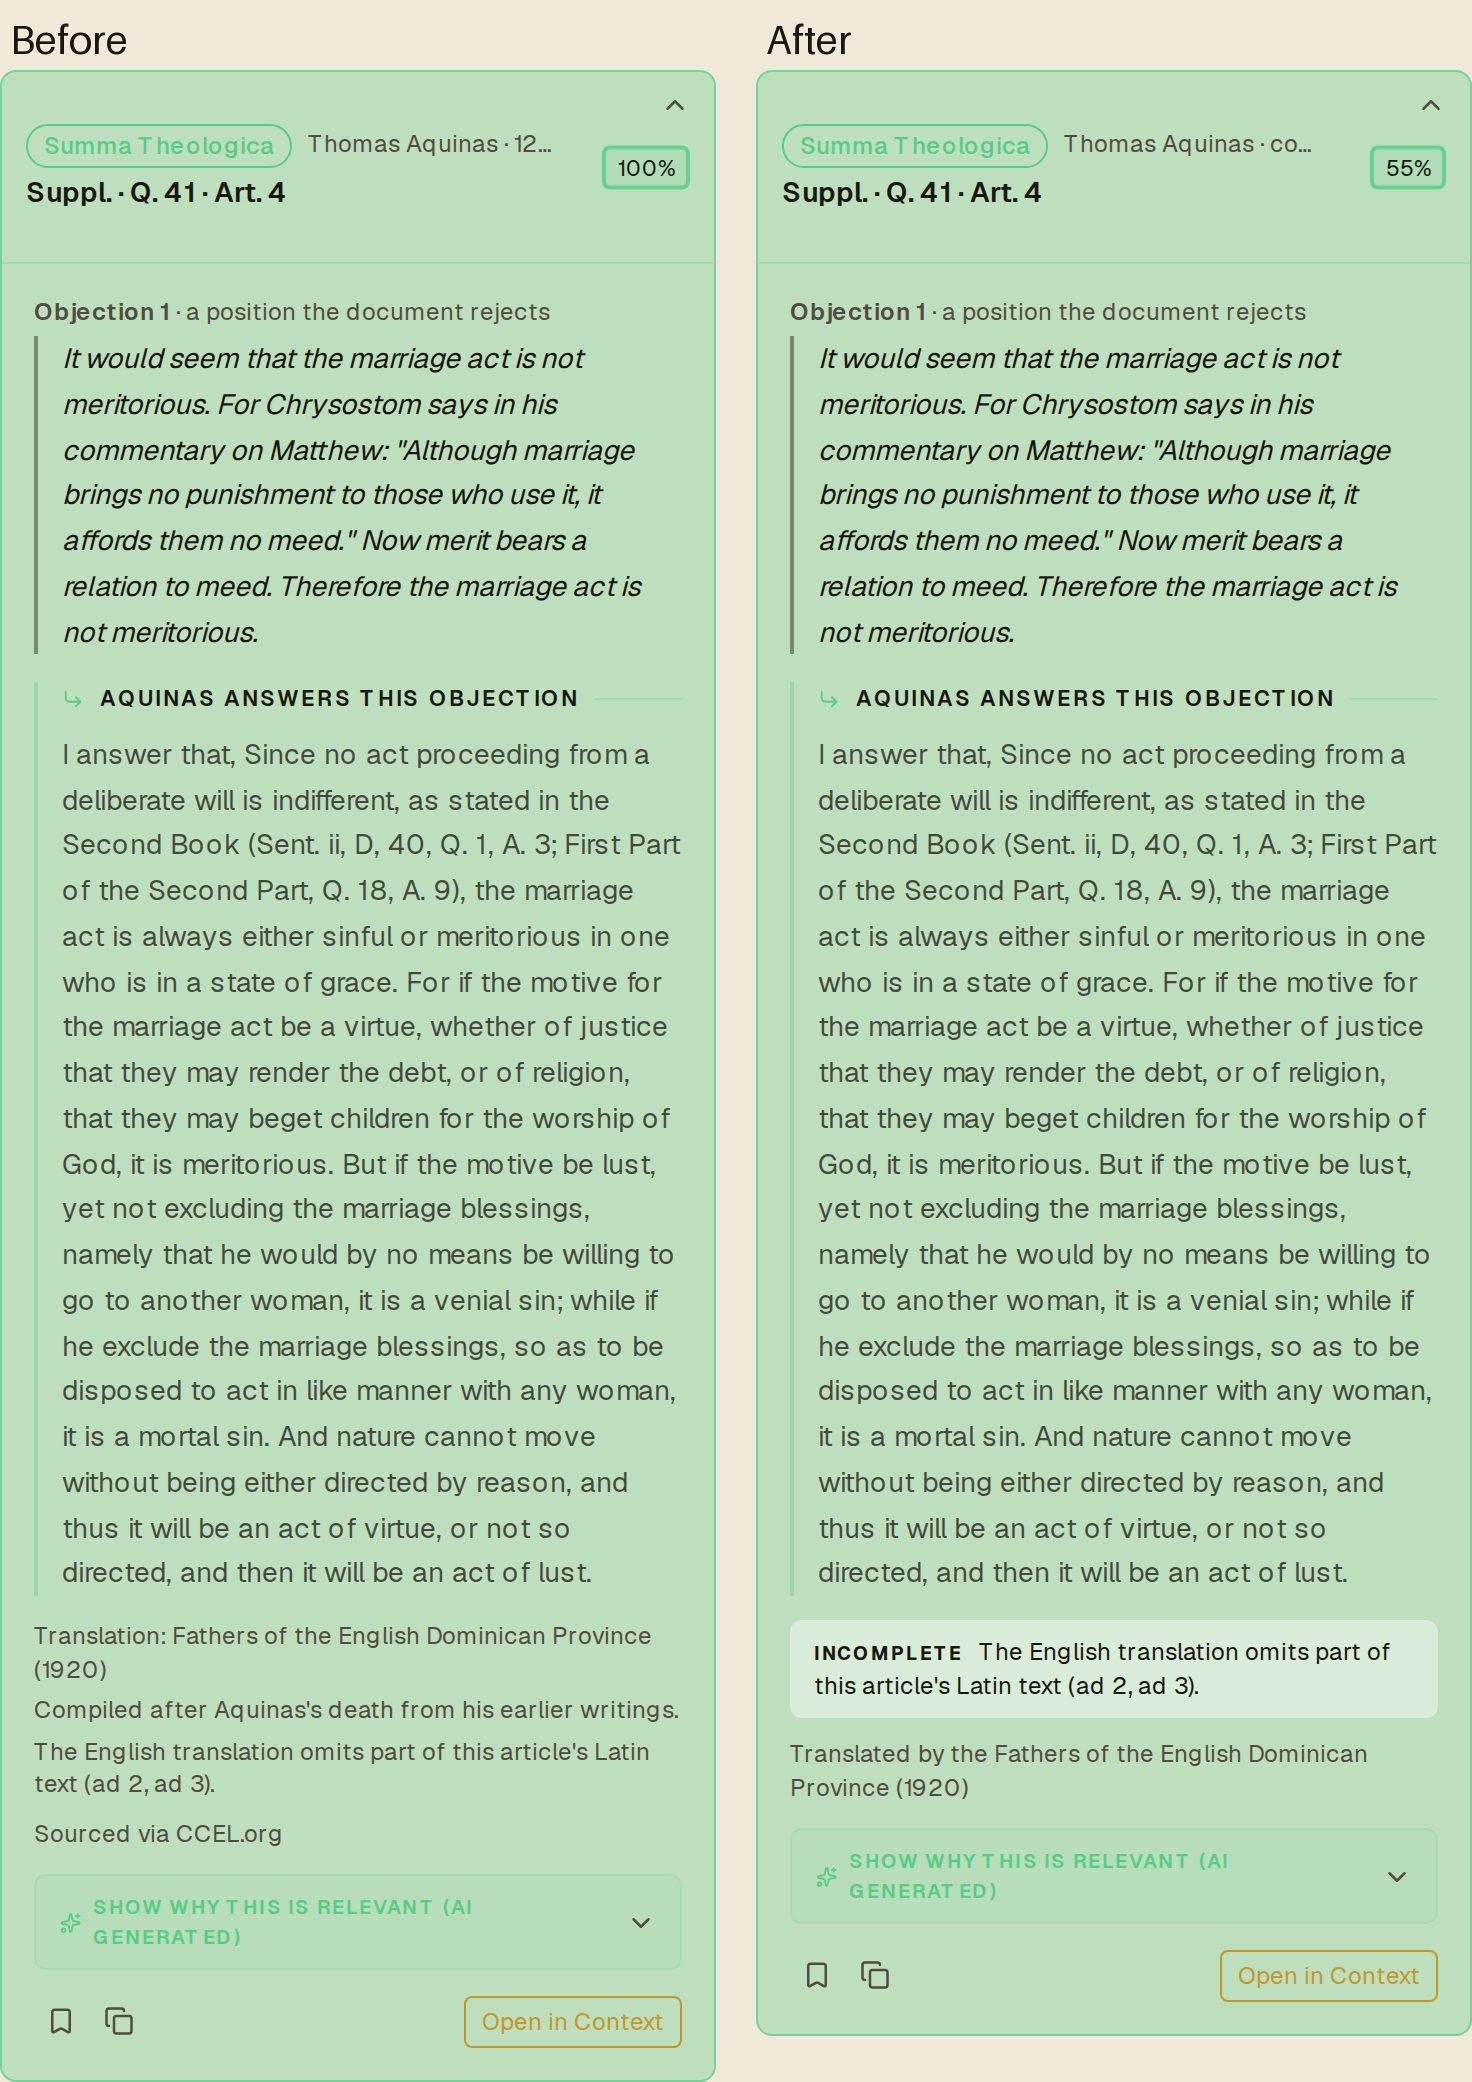 Before
Summa Theologica Thomas Aquinas · 12...
100%
Suppl. · Q. 41 · Art. 4
Objection 1 · a position the document rejects
It would seem that the marriage act is not
meritorious. For Chrysostom says in his
commentary on Matthew: "Although marriage
brings no punishment to those who use it, it
affords them no meed." Now merit bears a
relation to meed. Therefore the marriage act is
not meritorious.
AQUINAS ANSWERS THIS OBJECTION
I answer that, Since no act proceeding from a
deliberate will is indifferent, as stated in the
Second Book (Sent. ii, D, 40, Q. 1, A. 3; First Part
of the Second Part, Q. 18, A. 9), the marriage
act is always either sinful or meritorious in one
who is in a state of grace. For if the motive for
the marriage act be a virtue, whether of justice
that they may render the debt, or of religion,
that they may beget children for the worship of
God, it is meritorious. But if the motive be lust,
yet not excluding the marriage blessings,
namely that he would by no means be willing to
go to another woman, it is a venial sin; while if
he exclude the marriage blessings, so as to be
disposed to act in like manner with any woman,
it is a mortal sin. And nature cannot move
without being either directed by reason, and
thus it will be an act of virtue, or not so
directed, and then it will be an act of lust.
Translation: Fathers of the English Dominican Province
(1920)
Compiled after Aquinas's death from his earlier writings.
The English translation omits part of this article's Latin
text (ad 2, ad 3).
Sourced via CCEL.org
SHOW WHY THIS IS RELEVANT (AI
GENERATED)
Open in Context
After
Summa Theologica Thomas Aquinas · co...
55%
Suppl. · Q. 41 · Art. 4
Objection 1 · a position the document rejects
It would seem that the marriage act is not
meritorious. For Chrysostom says in his
commentary on Matthew: "Although marriage
brings no punishment to those who use it, it
affords them no meed." Now merit bears a
relation to meed. Therefore the marriage act is
not meritorious.
AQUINAS ANSWERS THIS OBJECTION
I answer that, Since no act proceeding from a
deliberate will is indifferent, as stated in the
Second Book (Sent. ii, D, 40, Q. 1, A. 3; First Part
of the Second Part, Q. 18, A. 9), the marriage
act is always either sinful or meritorious in one
who is in a state of grace. For if the motive for
the marriage act be a virtue, whether of justice
that they may render the debt, or of religion,
that they may beget children for the worship of
God, it is meritorious. But if the motive be lust,
yet not excluding the marriage blessings,
namely that he would by no means be willing to
go to another woman, it is a venial sin; while if
he exclude the marriage blessings, so as to be
disposed to act in like manner with any woman,
it is a mortal sin. And nature cannot move
without being either directed by reason, and
thus it will be an act of virtue, or not so
directed, and then it will be an act of lust.
INCOMPLETE The English translation omits part of
this article's Latin text (ad 2, ad 3).
Translated by the Fathers of the English Dominican
Province (1920)
SHOW WHY THIS IS RELEVANT (AI
GENERATED)
Open in Context